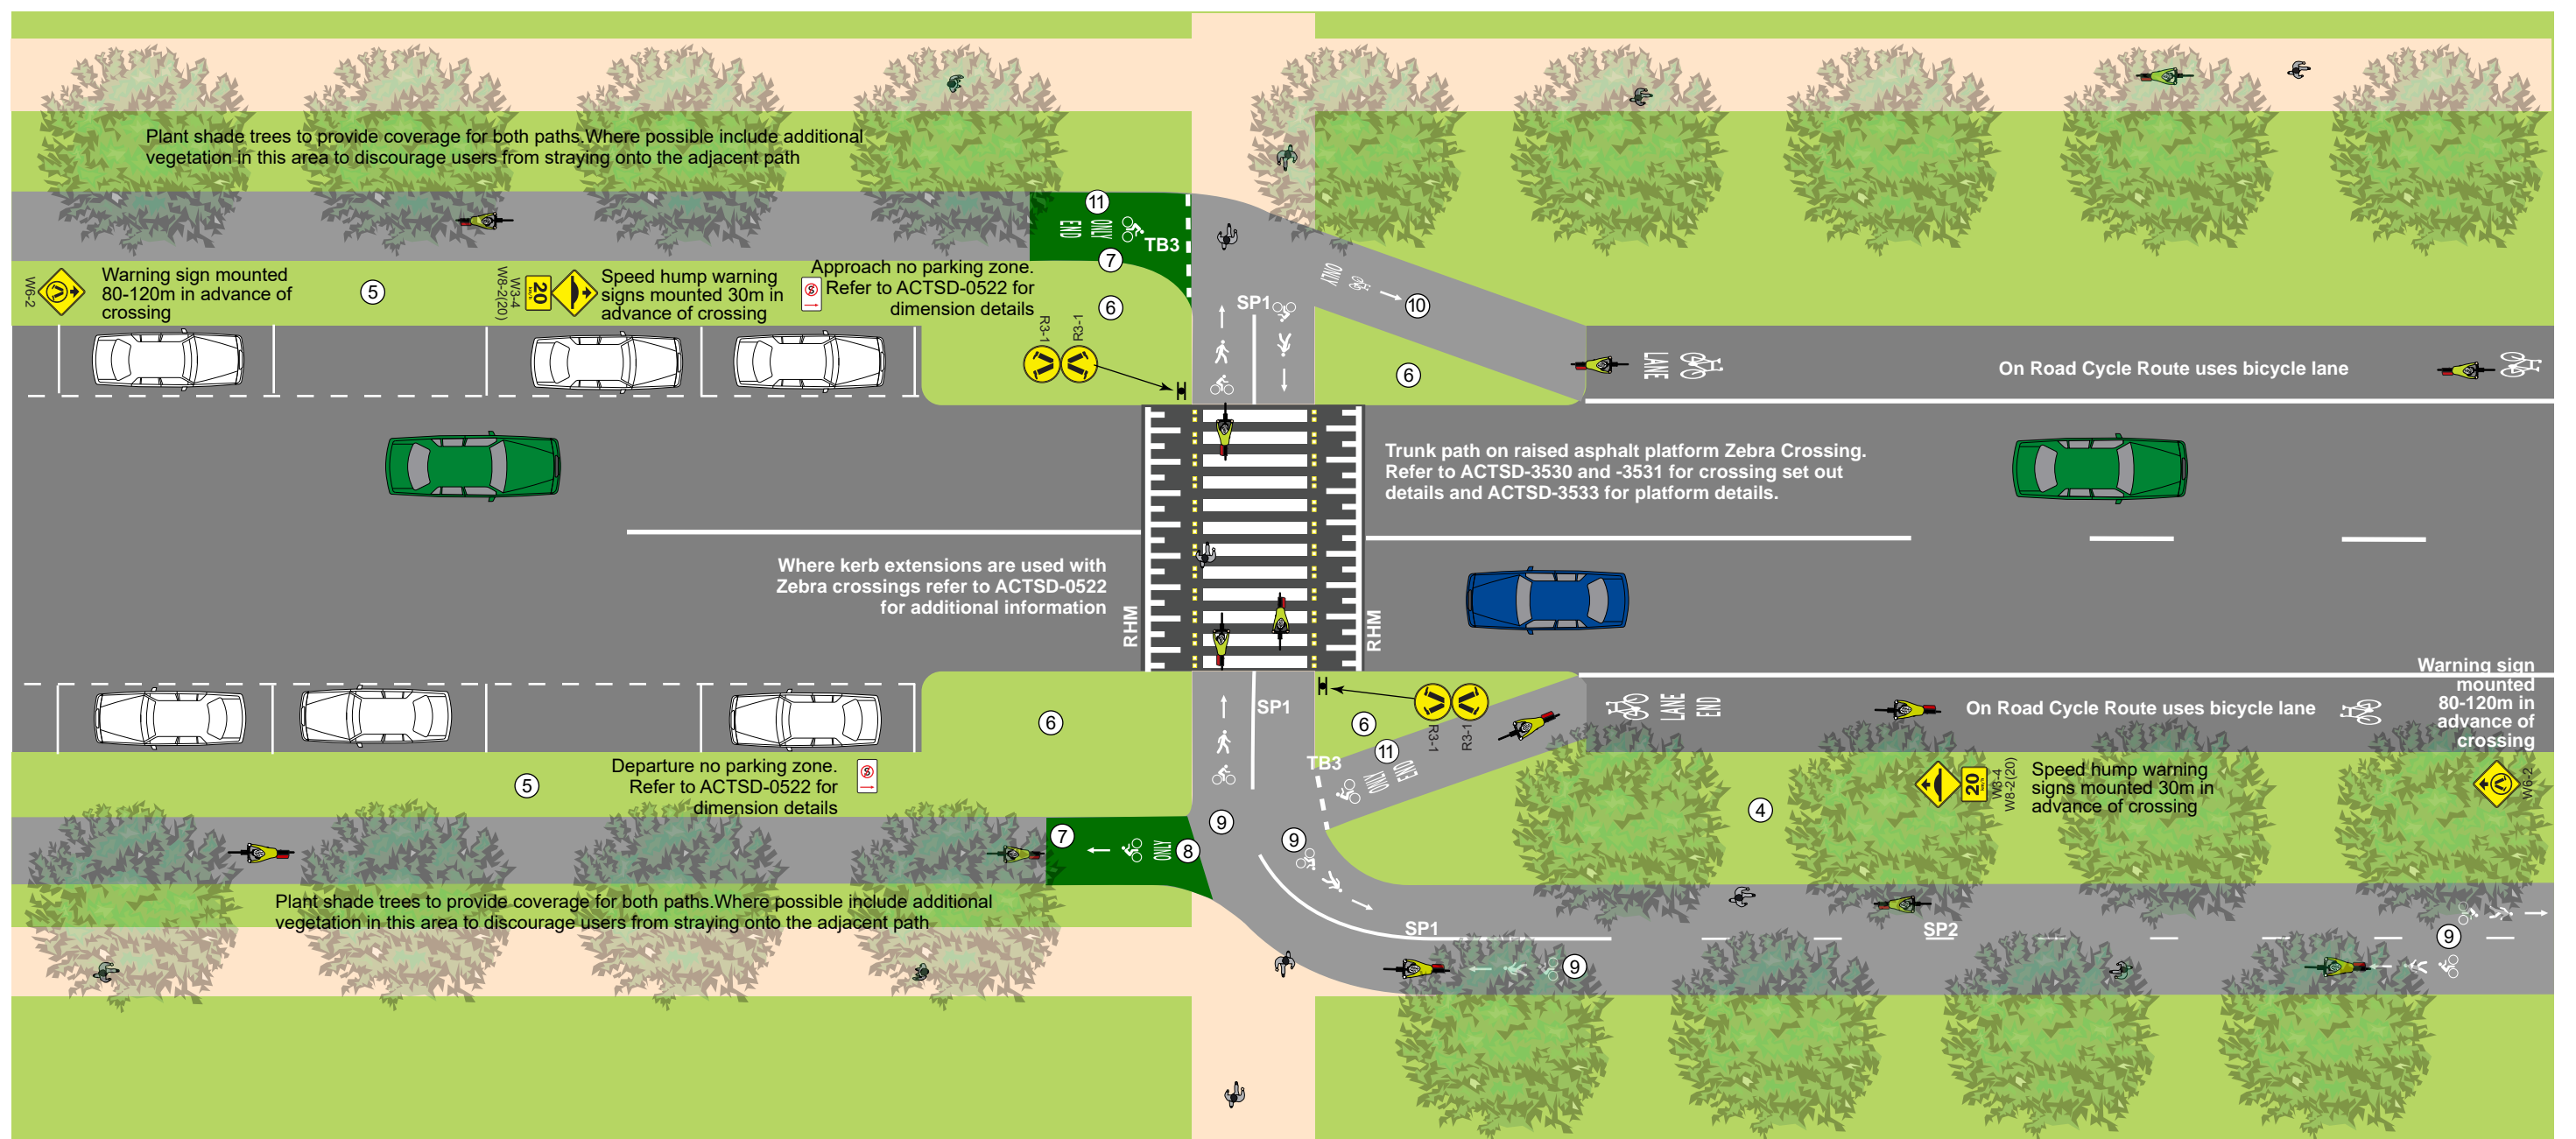 Plant shade trees to provide coverage for both paths.Where possible include additional
vegetation in this area to discourage users from straying onto the adjacent path
11
END
ONLY
TB3
7
W6-2
Warning sign mounted
80-120m in advance of
crossing
5
W3-4
W8-2(20)
20
Speed hump warning
signs mounted 30m in
advance of crossing
Approach no parking zone.
Refer to ACTSD-0522 for
dimension details
6
R3-1
R3-1
SP1
ONLY
10
6
LANE
On Road Cycle Route uses bicycle lane
Trunk path on raised asphalt platform Zebra Crossing.
Refer to ACTSD-3530 and -3531 for crossing set out
details and ACTSD-3533 for platform details.
Where kerb extensions are used with
Zebra crossings refer to ACTSD-0522
for additional information
RHM
RHM
6
SP1
6
11
R3-1
R3-1
TB3
END
ONLY
LANE
END
On Road Cycle Route uses bicycle lane
Warning sign
mounted
80-120m in
advance of
crossing
5
Departure no parking zone.
Refer to ACTSD-0522 for
dimension details
4
20
W3-4
W8-2(20)
Speed hump warning
signs mounted 30m in
advance of crossing
W6-2
7
ONLY
8
9
9
Plant shade trees to provide coverage for both paths.Where possible include additional
vegetation in this area to discourage users from straying onto the adjacent path
SP1
SP2
9
9